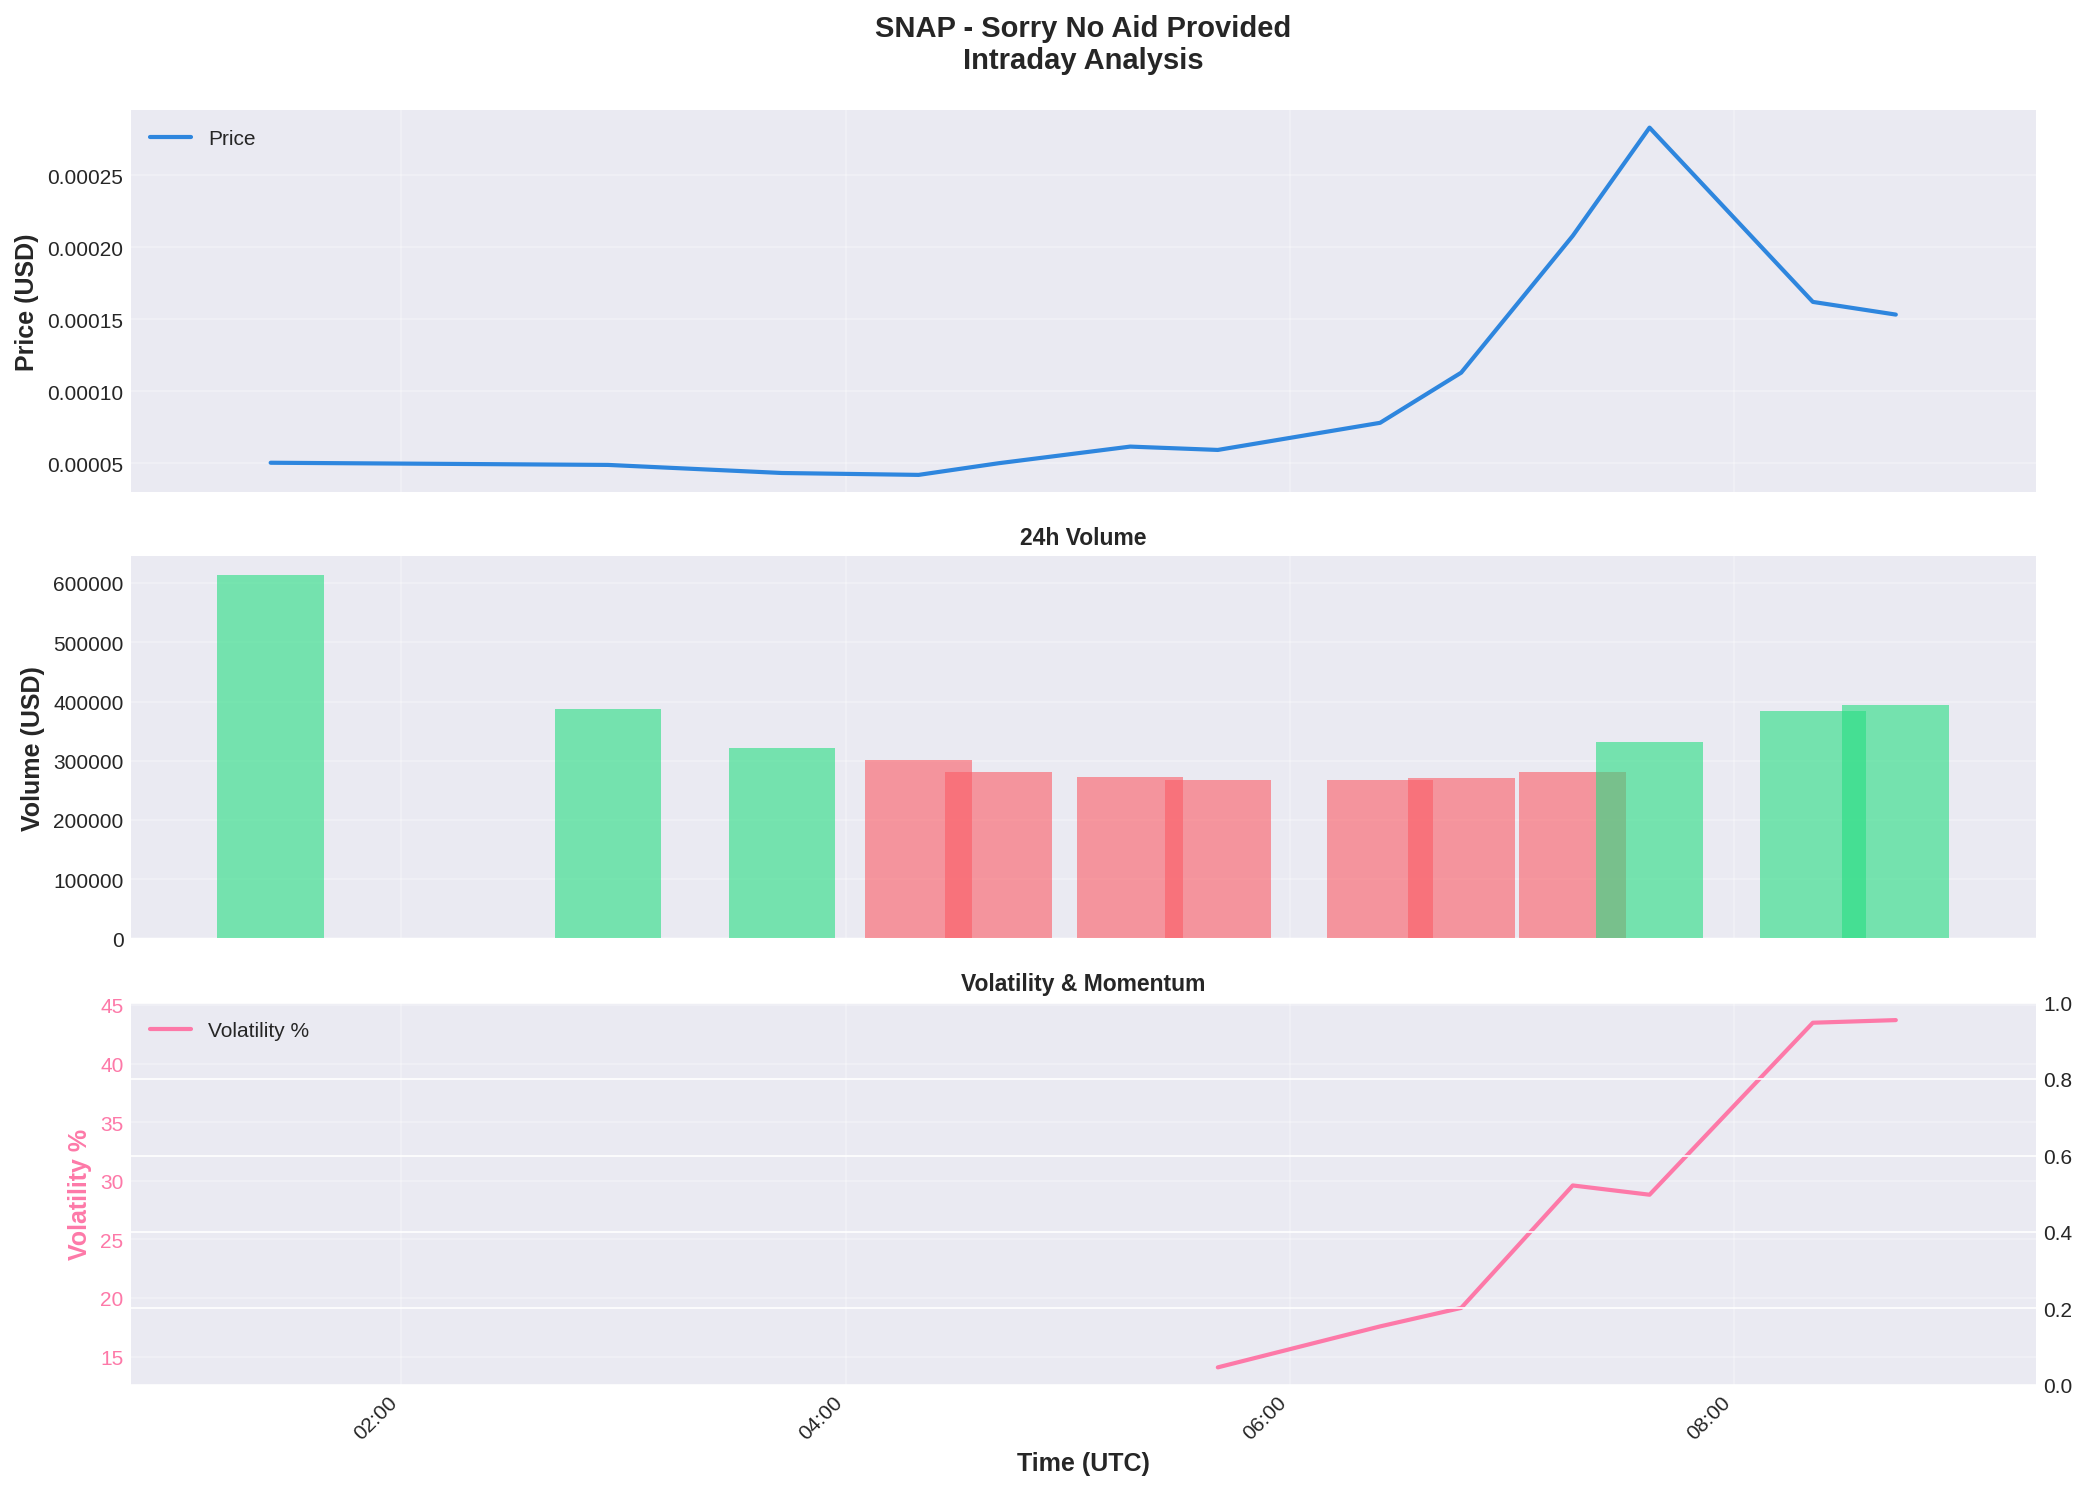 SNAP - Sorry No Aid Provided
Intraday Analysis
Price
Price (USD)
0.00025
0.00020
0.00015
0.00010
0.00005
24h Volume
Volume (USD)
600000
500000
400000
300000
200000
100000
0
Volatility & Momentum
Volatility %
Volatility %
45
40
35
30
25
20
15
1.0
0.8
0.6
0.4
0.2
0.0
02:00
04:00
06:00
08:00
Time (UTC)